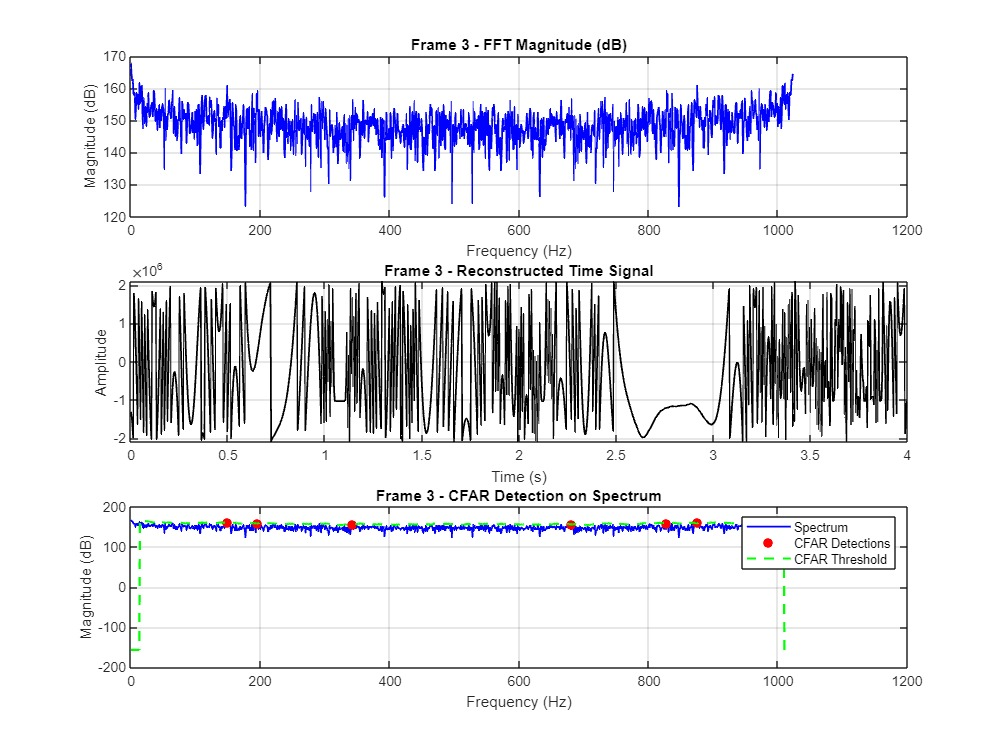 Frame 3 - FFT Magnitude (dB)
170
160
150
140
130
120
Magnitude (dB)
0 200 400 600 800 1000 1200
Frequency (Hz)
Frame 3 - Reconstructed Time Signal
×10⁶
2
1
0
-1
-2
Amplitude
0 0.5 1 1.5 2 2.5 3 3.5 4
Time (s)
Frame 3 - CFAR Detection on Spectrum
200
100
0
-100
-200
Magnitude (dB)
Spectrum
CFAR Detections
CFAR Threshold
0 200 400 600 800 1000 1200
Frequency (Hz)